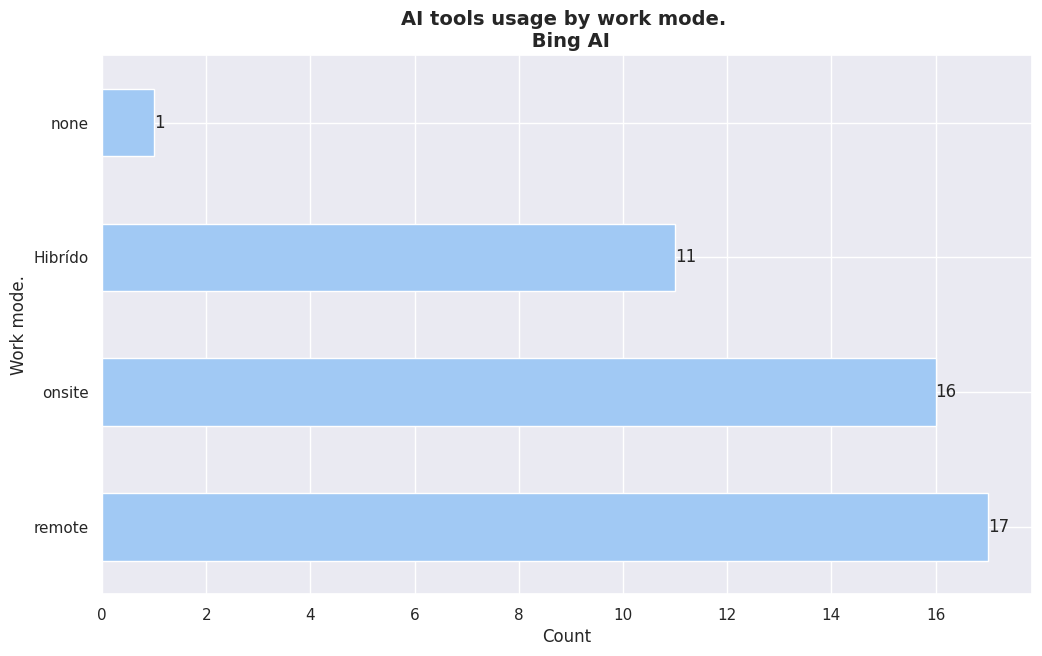 AI tools usage by work mode.
Bing AI
none
1
Hibrído
11
onsite
16
remote
17
Work mode.
0 2 4 6 8 10 12 14 16
Count